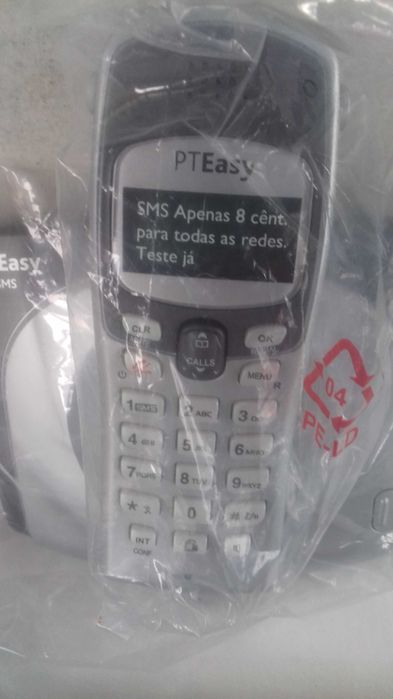 PTEasy
SMS Apenas 8 cênt.
para todas as redes.
Teste já
Easy
SMS
CLR
OK
CALLS
MENU
R
1 SMS
2 ABC
3
4
5
6 MNO
7 PQRS
8 TUV
9 WXYZ
*
0
#
INT
CONF
04
PE-LD